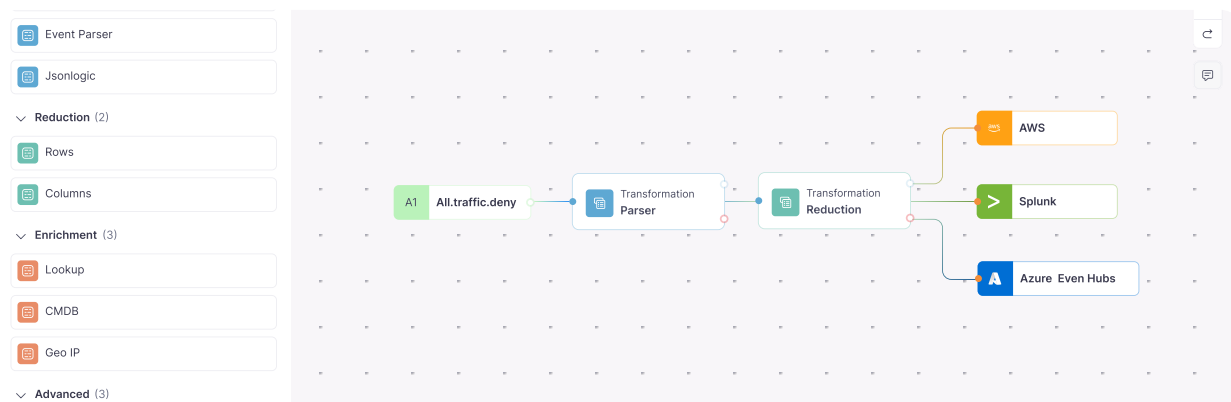 Event Parser
Jsonlogic
Reduction (2)
Rows
Columns
Enrichment (3)
Lookup
CMDB
Geo IP
Advanced (3)
A1 All.traffic.deny
Transformation
Parser
Transformation
Reduction
aws AWS
Splunk
Azure Even Hubs